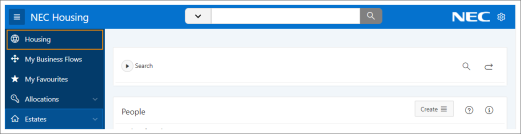 NEC Housing
NEC
Housing
My Business Flows
Search
My Favourites
Allocations
Create
People
Estates